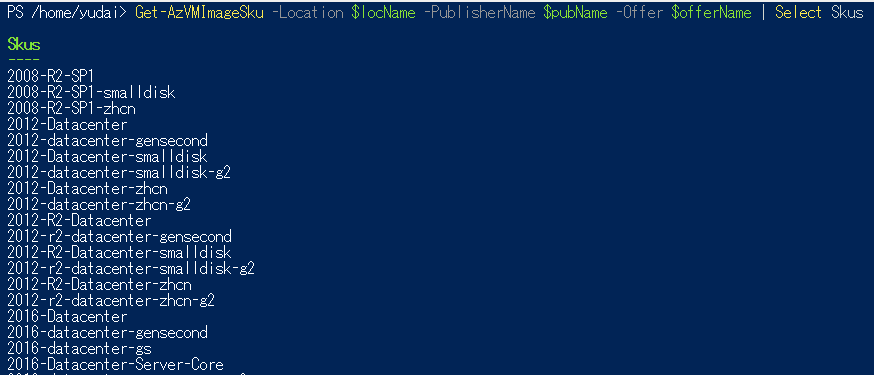 PS /home/yudai> Get-AzVMImageSku -Location $locName -PublisherName $pubName -Offer $offerName | Select Skus
Skus
----
2008-R2-SP1
2008-R2-SP1-smalldisk
2008-R2-SP1-zhcn
2012-Datacenter
2012-datacenter-gensecond
2012-Datacenter-smalldisk
2012-datacenter-smalldisk-g2
2012-Datacenter-zhcn
2012-datacenter-zhcn-g2
2012-R2-Datacenter
2012-r2-datacenter-gensecond
2012-R2-Datacenter-smalldisk
2012-r2-datacenter-smalldisk-g2
2012-R2-Datacenter-zhcn
2012-r2-datacenter-zhcn-g2
2016-Datacenter
2016-datacenter-gensecond
2016-datacenter-gs
2016-Datacenter-Server-Core